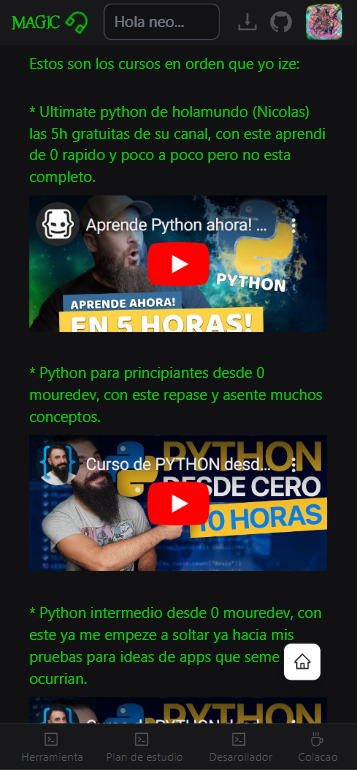 MAGIC
Hola neo...
Estos son los cursos en orden que yo ize:
* Ultimate python de holamundo (Nicolas)
las 5h gratuitas de su canal, con este aprendi
de 0 rapido y poco a poco pero no esta
completo.
Aprende Python ahora! ...
PYTHON
APRENDE AHORA!
EN 5 HORAS!
* Python para principiantes desde 0
mouredev, con este repase y asente muchos
conceptos.
PYTHON
Curso de PYTHON desd...
DESDE CERO
10 HORAS
* Python intermedio desde 0 mouredev, con
este ya me empeze a soltar ya hacia mis
pruebas para ideas de apps que seme
ocurrian.
Herramienta
Plan de estudio
Desarollador
Colacao